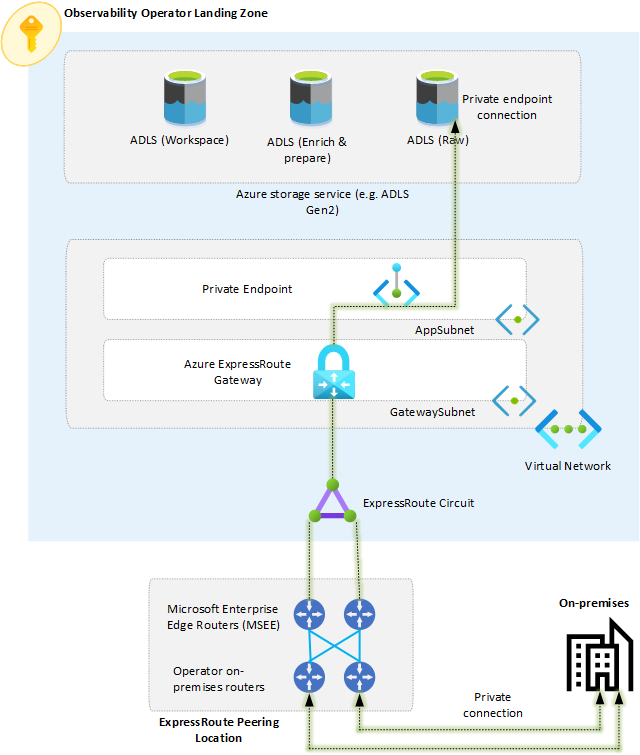 Observability Operator Landing Zone
Private endpoint
connection
ADLS (Workspace)
ADLS (Enrich &
prepare)
ADLS (Raw)
Azure storage service (e.g. ADLS
Gen2)
Private Endpoint
AppSubnet
Azure ExpressRoute
Gateway
GatewaySubnet
Virtual Network
ExpressRoute Circuit
Microsoft Enterprise
Edge Routers (MSEE)
On-premises
Operator on-
premises routers
Private
connection
ExpressRoute Peering
Location